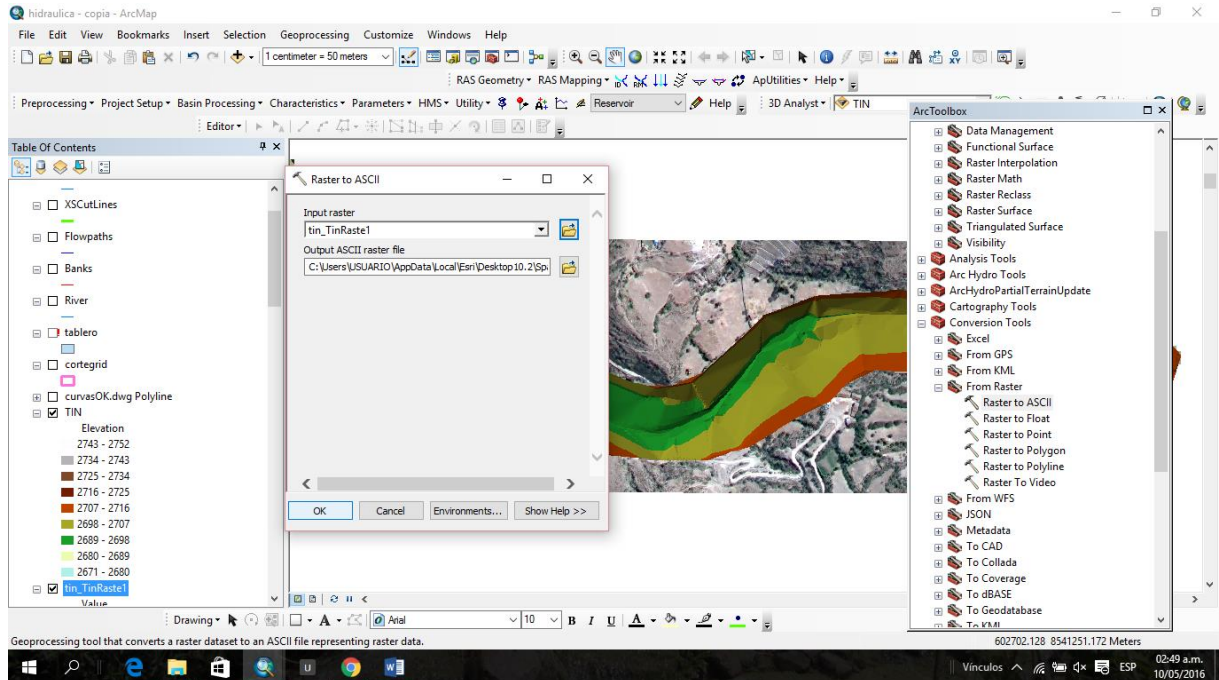 hidraulica - copia - ArcMap
File Edit View Bookmarks Insert Selection Geoprocessing Customize Windows Help
1 centimeter = 50 meters
RAS Geometry RAS Mapping ApUtilities Help
Preprocessing Project Setup Basin Processing Characteristics Parameters HMS Utility Reservoir Help 3D Analyst TIN
Editor
Table Of Contents
XSCutLines
Flowpaths
Banks
River
tablero
cortegrid
curvasOK.dwg Polyline
TIN
Elevation
2743 - 2752
2734 - 2743
2725 - 2734
2716 - 2725
2707 - 2716
2698 - 2707
2689 - 2698
2680 - 2689
2671 - 2680
tin_TinRaste1
Value
Raster to ASCII
Input raster
tin_TinRaste1
Output ASCII raster file
C:\Users\USUARIO\AppData\Local\Esri\Desktop10.2\Spa
OK Cancel Environments... Show Help >>
ArcToolbox
Data Management
Functional Surface
Raster Interpolation
Raster Math
Raster Reclass
Raster Surface
Triangulated Surface
Visibility
Analysis Tools
Arc Hydro Tools
ArcHydroPartialTerrainUpdate
Cartography Tools
Conversion Tools
Excel
From GPS
From KML
From Raster
Raster to ASCII
Raster to Float
Raster to Point
Raster to Polygon
Raster to Polyline
Raster To Video
From WFS
JSON
Metadata
To CAD
To Collada
To Coverage
To dBASE
To Geodatabase
To KML
Drawing A Arial 10 B I U A
Geoprocessing tool that converts a raster dataset to an ASCII file representing raster data.
602702.128 8541251.172 Meters
Vínculos ESP 02:49 a.m.
10/05/2016